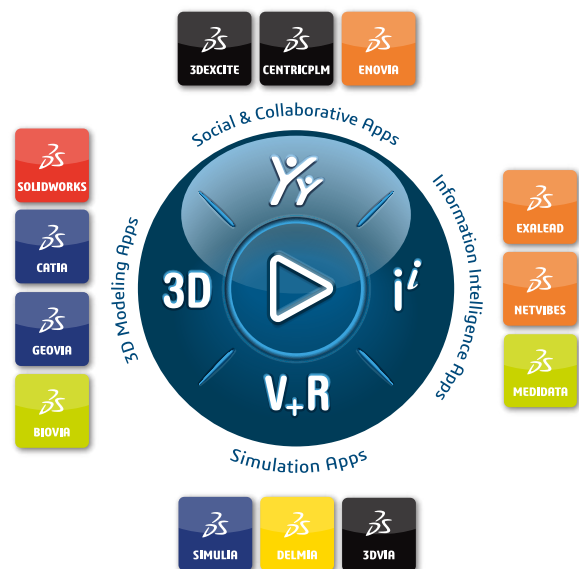 3DEXCITE
CENTRICPLM
ENOVIA
Social & Collaborative Apps
SOLIDWORKS
CATIA
GEOVIA
BIOVIA
3D Modeling Apps
3D
i i
V+R
Information Intelligence Apps
EXALEAD
NETVIBES
MEDIDATA
Simulation Apps
SIMULIA
DELMIA
3DVIA